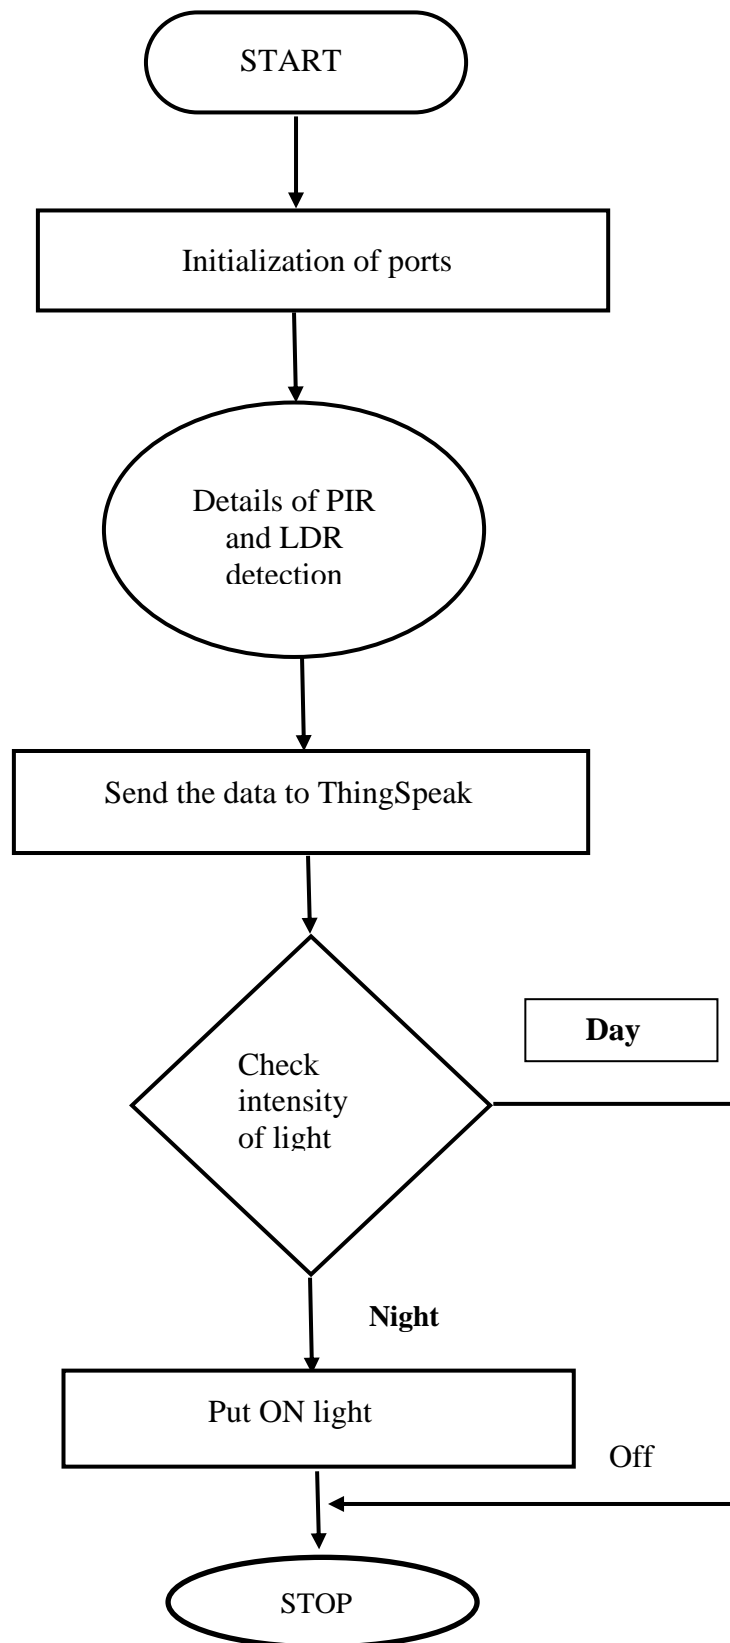 START
Initialization of ports
Details of PIR
and LDR
detection
Send the data to ThingSpeak
Day
Check
intensity
of light
Night
Put ON light
Off
STOP